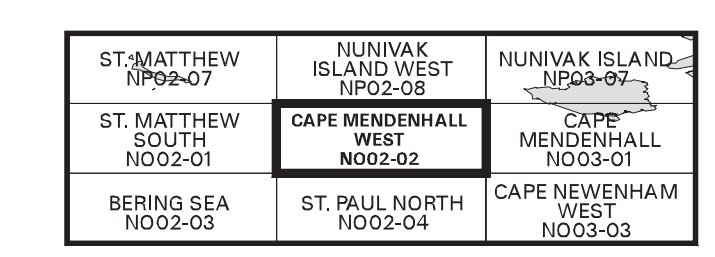 ST. MATTHEW
NP02-07
NUNIVAK
ISLAND WEST
NP02-08
NUNIVAK ISLAND
NP03-07
ST. MATTHEW
SOUTH
NO02-01
CAPE MENDENHALL
WEST
NO02-02
CAPE
MENDENHALL
NO03-01
BERING SEA
NO02-03
ST. PAUL NORTH
NO02-04
CAPE NEWENHAM
WEST
NO03-03